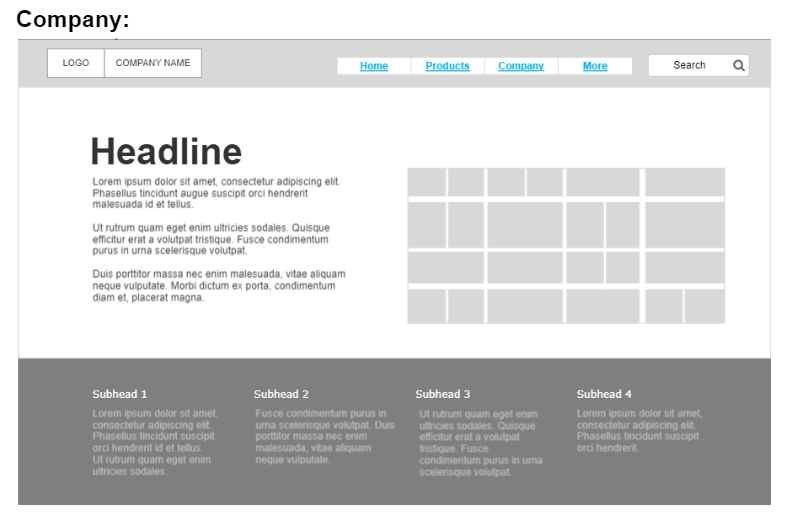 Company:
LOGO COMPANY NAME Home Products Company More Search
Headline
Lorem ipsum dolor sit amet, consectetur adipiscing elit.
Phasellus tincidunt augue suscipit orci hendrerit
malesuada id et tellus.
Ut rutrum quam eget enim ultricies sodales. Quisque
efficitur erat a volutpat tristique. Fusce condimentum
purus in urna scelerisque volutpat.
Duis porttitor massa nec enim malesuada, vitae aliquam
neque vulputate. Morbi dictum ex porta, condimentum
diam et, placerat magna.
Subhead 1
Lorem ipsum dolor sit amet,
consectetur adipiscing elit.
Phasellus tincidunt suscipit
orci hendrerit id et tellus.
Ut rutrum quam eget enim
ultricies sodales.
Subhead 2
Fusce condimentum purus in
urna scelerisque volutpat. Duis
porttitor massa nec enim
malesuada, vitae aliquam
neque vulputate.
Subhead 3
Ut rutrum quam eget enim
ultricies sodales. Quisque
efficitur erat a volutpat
tristique. Fusce
condimentum purus in urna
scelerisque volutpat.
Subhead 4
Lorem ipsum dolor sit amet,
consectetur adipiscing elit.
Phasellus tincidunt suscipit
orci hendrerit.